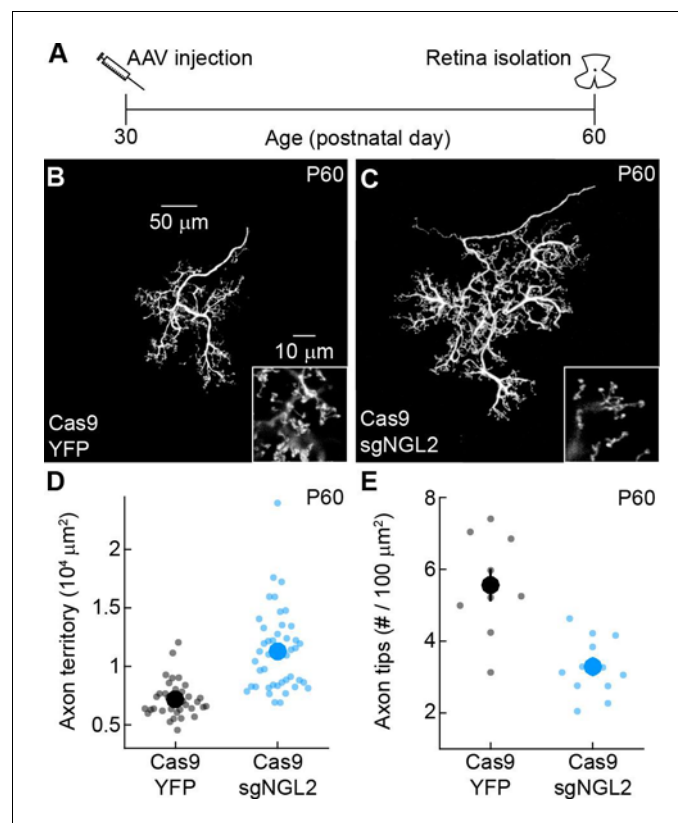 A
AAV injection
Retina isolation
30
Age (postnatal day)
60
B
P60
50 μm
10 μm
Cas9
YFP
C
P60
Cas9
sgNGL2
D
P60
Axon territory (10⁴ μm²)
2
1.5
1
0.5
Cas9
YFP
Cas9
sgNGL2
E
P60
Axon tips (# / 100 μm²)
8
6
4
2
Cas9
YFP
Cas9
sgNGL2